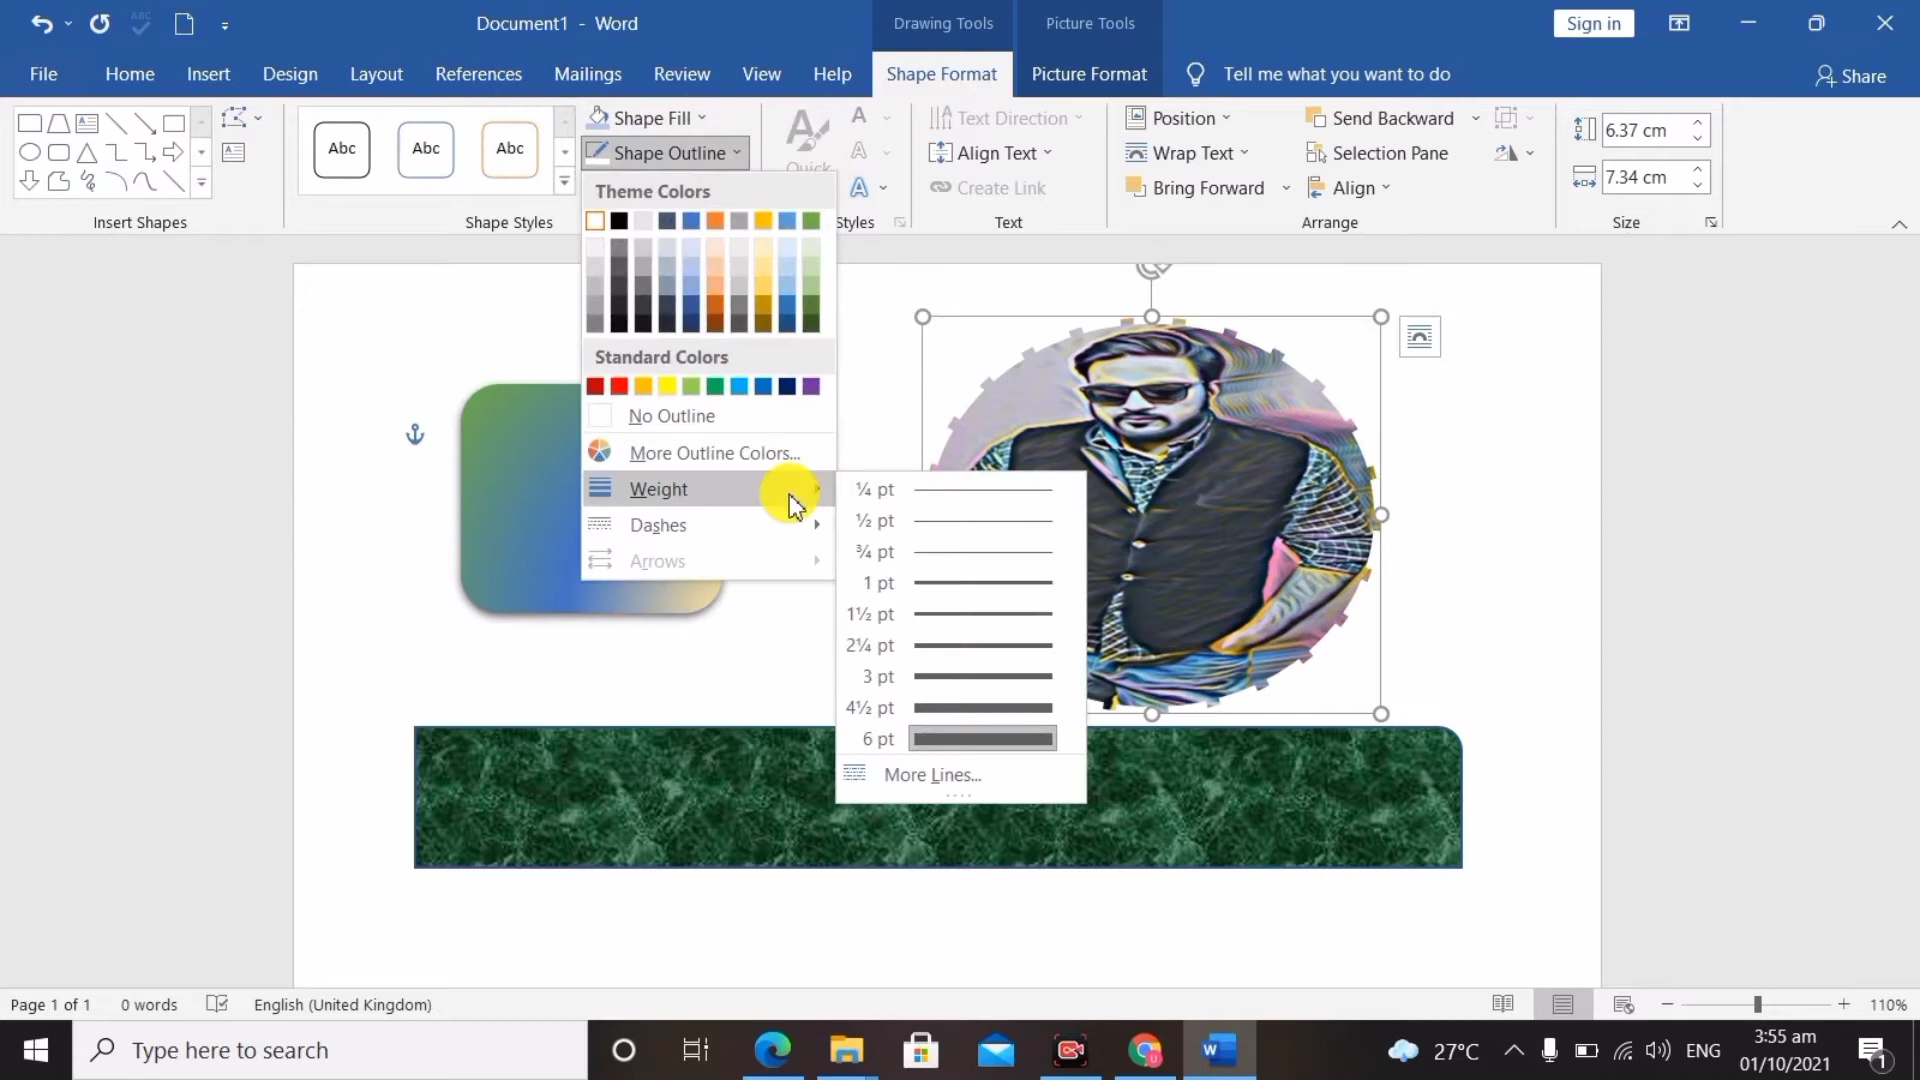 ABC
Document1 - Word
Drawing Tools
Picture Tools
Sign in
File
Home
Insert
Design
Layout
References
Mailings
Review
View
Help
Shape Format
Picture Format
Tell me what you want to do
Share
Abc
Abc
Abc
Shape Fill
Shape Outline
Quick
Text Direction
Align Text
Create Link
Position
Wrap Text
Bring Forward
Send Backward
Selection Pane
Align
6.37 cm
7.34 cm
Insert Shapes
Shape Styles
Styles
Text
Arrange
Size
Theme Colors
Standard Colors
No Outline
More Outline Colors...
Weight
Dashes
Arrows
¼ pt
½ pt
¾ pt
1 pt
1½ pt
2¼ pt
3 pt
4½ pt
6 pt
More Lines...
Page 1 of 1
0 words
English (United Kingdom)
110%
Type here to search
27°C
ENG
3:55 am
01/10/2021
1